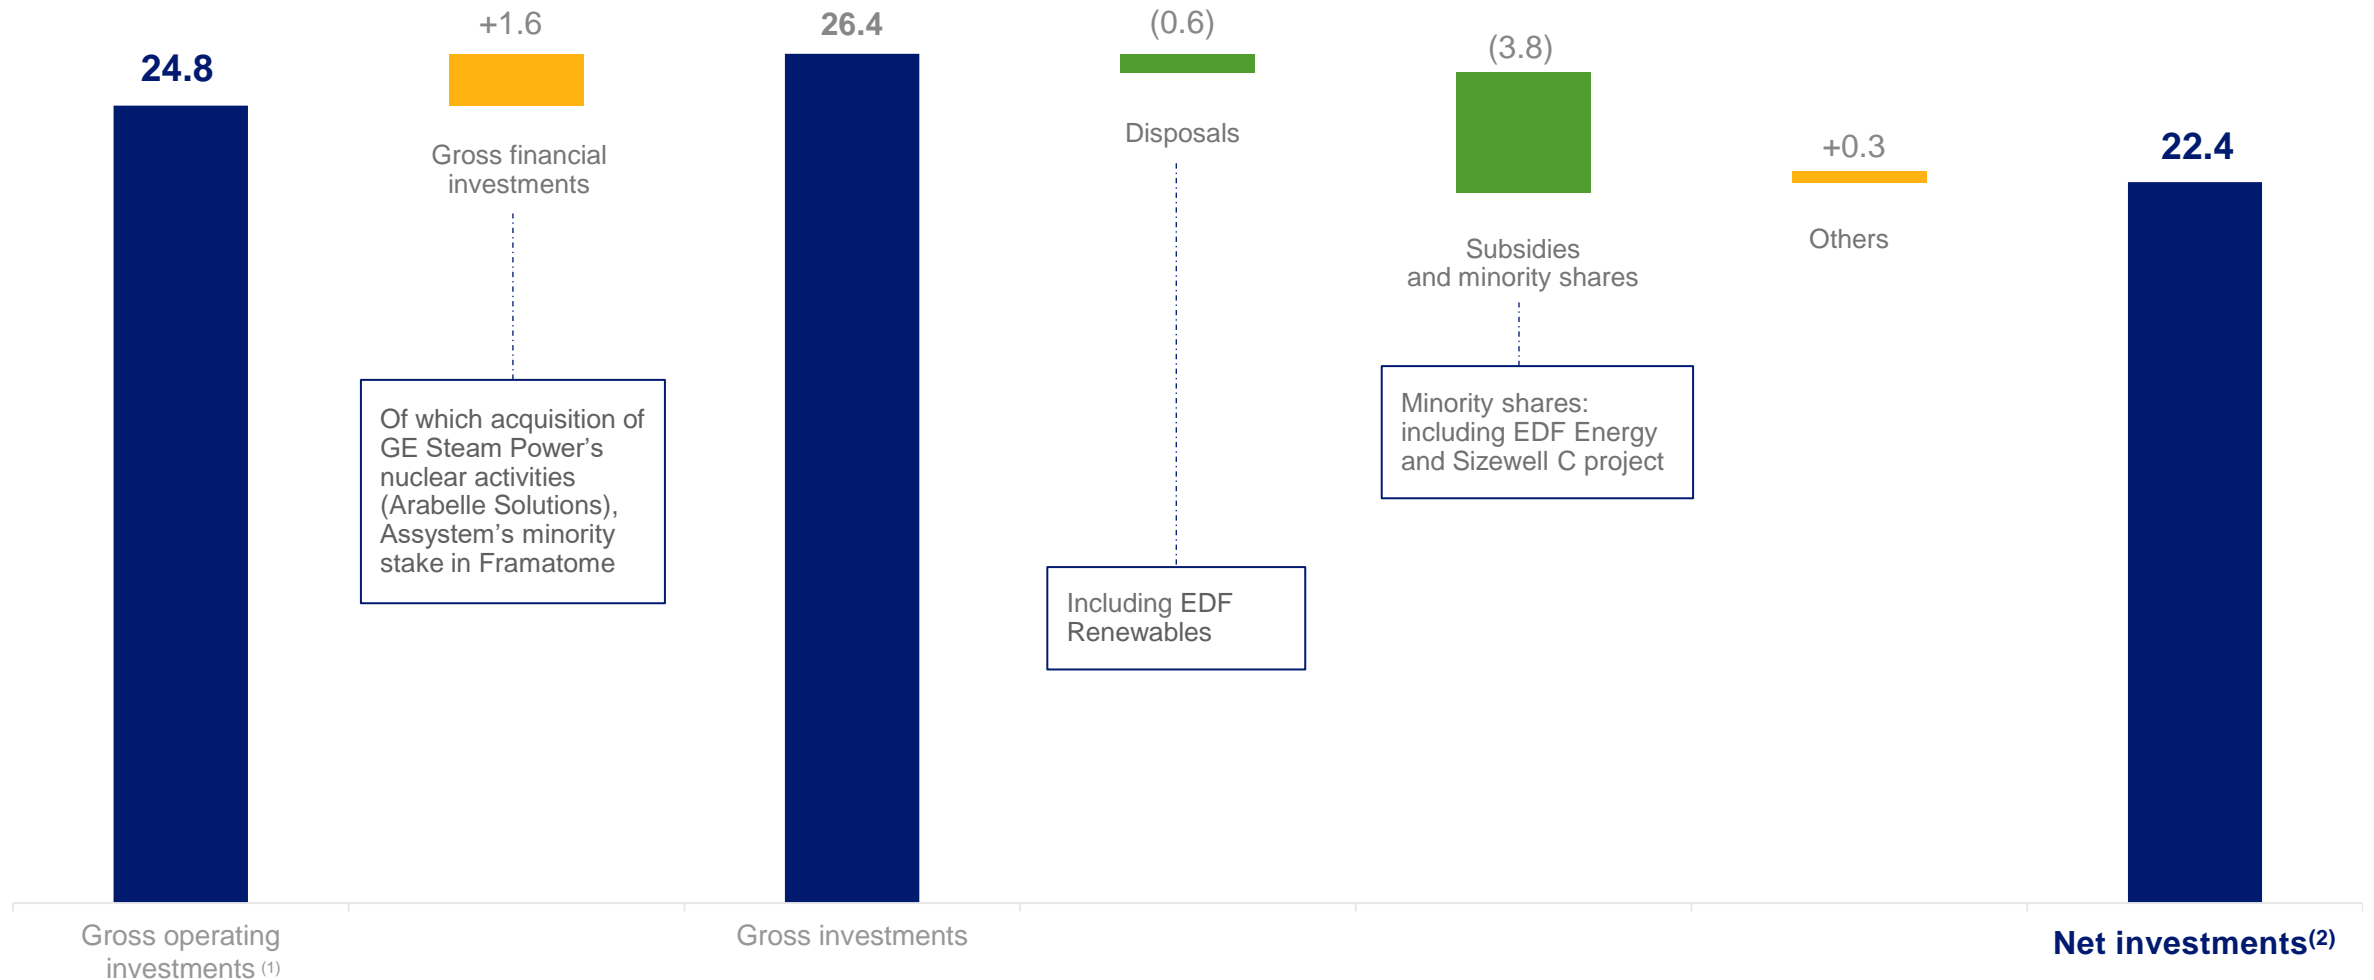 24.8
+1.6
Gross financial
investments
Of which acquisition of
GE Steam Power’s
nuclear activities
(Arabelle Solutions),
Assystem’s minority
stake in Framatome
26.4
(0.6)
Disposals
Including EDF
Renewables
(3.8)
Subsidies
and minority shares
Minority shares:
including EDF Energy
and Sizewell C project
+0.3
Others
22.4
Gross operating
investments (1)
Gross investments
Net investments(2)